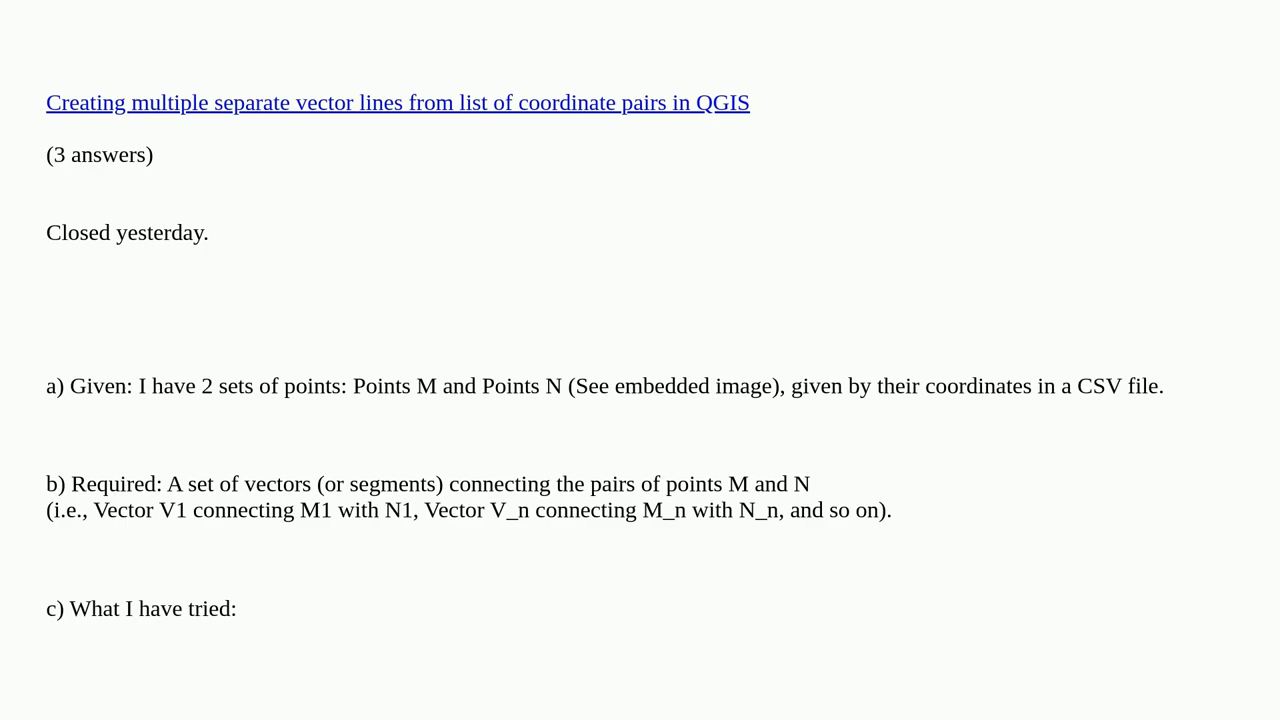 Creating multiple separate vector lines from list of coordinate pairs in QGIS
(3 answers)
Closed yesterday.
a) Given: I have 2 sets of points: Points M and Points N (See embedded image), given by their coordinates in a CSV file.
b) Required: A set of vectors (or segments) connecting the pairs of points M and N
(i.e., Vector V1 connecting M1 with N1, Vector V_n connecting M_n with N_n, and so on).
c) What I have tried: